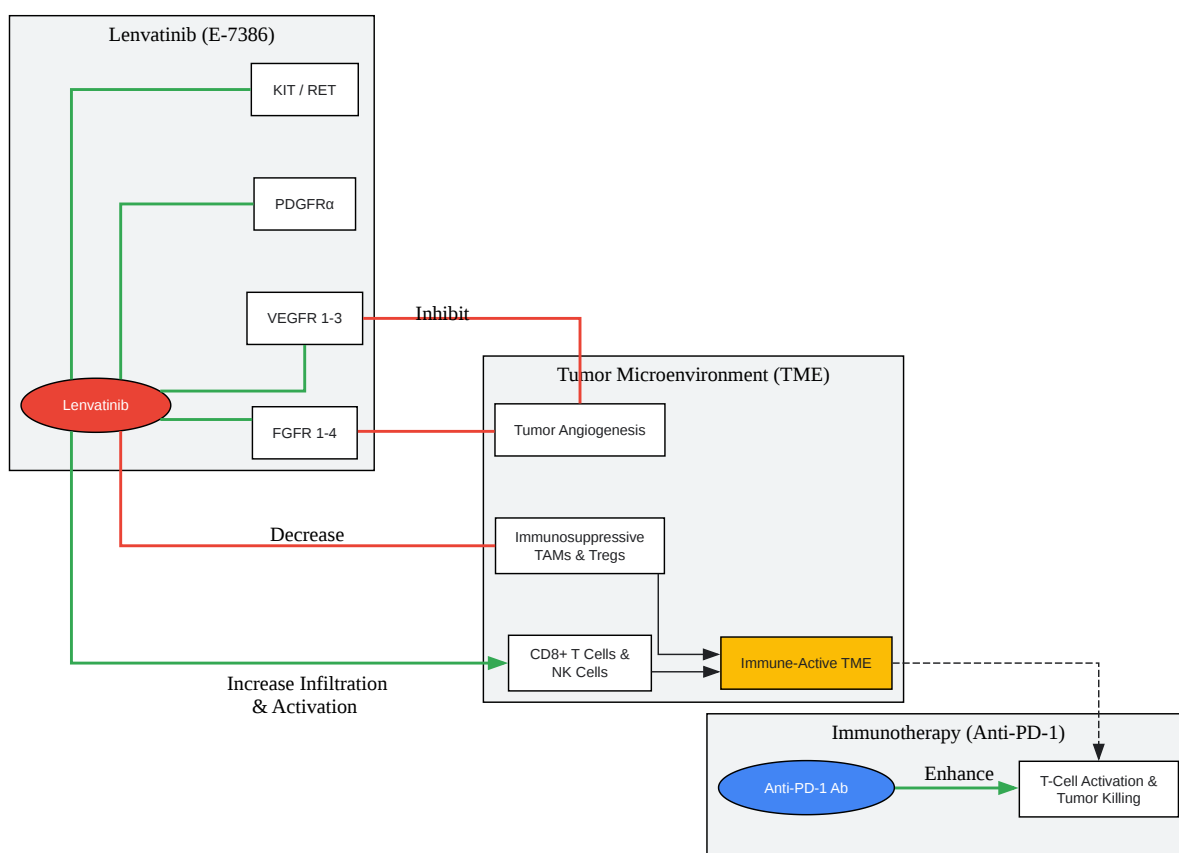 Lenvatinib (E-7386)
KIT / RET
PDGFRα
VEGFR 1-3
Inhibit
Tumor Microenvironment (TME)
Lenvatinib
FGFR 1-4
Tumor Angiogenesis
Decrease
Immunosuppressive
TAMs & Tregs
CD8+ T Cells &
NK Cells
Immune-Active TME
Increase Infiltration
& Activation
Immunotherapy (Anti-PD-1)
Anti-PD-1 Ab
Enhance
T-Cell Activation &
Tumor Killing